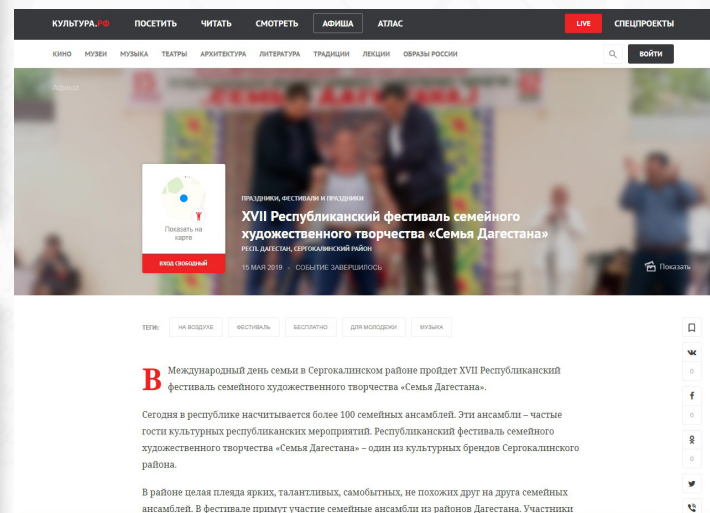 КУЛЬТУРА.РФ ПОСЕТИТЬ ЧИТАТЬ СМОТРЕТЬ АФИША АТЛАС LIVE СПЕЦПРОЕКТЫ
КИНО МУЗЕИ МУЗЫКА ТЕАТРЫ АРХИТЕКТУРА ЛИТЕРАТУРА ТРАДИЦИИ ЛЕКЦИИ ОБРАЗЫ РОССИИ ВОЙТИ
Афиша
Показать на
карте
ВХОД СВОБОДНЫЙ
ПРАЗДНИКИ, ФЕСТИВАЛИ И ПРАЗДНИКИ
XVII Республиканский фестиваль семейного
художественного творчества «Семья Дагестана»
РЕСП. ДАГЕСТАН, СЕРГОКАЛИНСКИЙ РАЙОН
15 МАЯ 2019 - СОБЫТИЕ ЗАВЕРШИЛОСЬ
Показать
ТЕГИ: НА ВОЗДУХЕ ФЕСТИВАЛЬ БЕСПЛАТНО ДЛЯ МОЛОДЕЖИ МУЗЫКА
В Международный день семьи в Сергокалинском районе пройдет XVII Республиканский
фестиваль семейного художественного творчества «Семья Дагестана».
Сегодня в республике насчитывается более 100 семейных ансамблей. Эти ансамбли – частые
гости культурных республиканских мероприятий. Республиканский фестиваль семейного
художественного творчества «Семья Дагестана» – один из культурных брендов Сергокалинского
района.
В районе целая плеяда ярких, талантливых, самобытных, не похожих друг на друга семейных
ансамблей. В фестивале примут участие семейные ансамбли из районов Дагестана. Участники
0
0
0